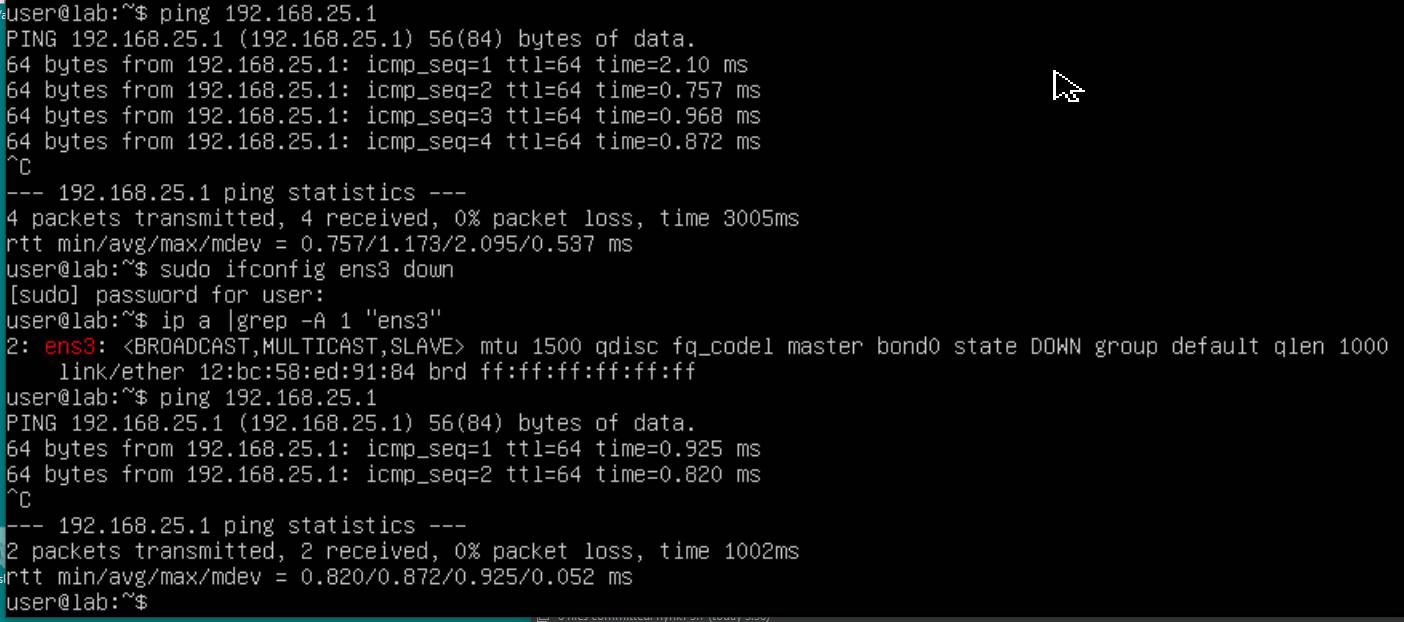 user@lab:~$ ping 192.168.25.1
PING 192.168.25.1 (192.168.25.1) 56(84) bytes of data.
64 bytes from 192.168.25.1: icmp_seq=1 ttl=64 time=2.10 ms
64 bytes from 192.168.25.1: icmp_seq=2 ttl=64 time=0.757 ms
64 bytes from 192.168.25.1: icmp_seq=3 ttl=64 time=0.968 ms
64 bytes from 192.168.25.1: icmp_seq=4 ttl=64 time=0.872 ms
^C
--- 192.168.25.1 ping statistics ---
4 packets transmitted, 4 received, 0% packet loss, time 3005ms
rtt min/avg/max/mdev = 0.757/1.173/2.095/0.537 ms
user@lab:~$ sudo ifconfig ens3 down
[sudo] password for user:
user@lab:~$ ip a |grep -A 1 "ens3"
2: ens3: <BROADCAST,MULTICAST,SLAVE> mtu 1500 qdisc fq_codel master bond0 state DOWN group default qlen 1000
    link/ether 12:bc:58:ed:91:84 brd ff:ff:ff:ff:ff:ff
user@lab:~$ ping 192.168.25.1
PING 192.168.25.1 (192.168.25.1) 56(84) bytes of data.
64 bytes from 192.168.25.1: icmp_seq=1 ttl=64 time=0.925 ms
64 bytes from 192.168.25.1: icmp_seq=2 ttl=64 time=0.820 ms
^C
--- 192.168.25.1 ping statistics ---
2 packets transmitted, 2 received, 0% packet loss, time 1002ms
rtt min/avg/max/mdev = 0.820/0.872/0.925/0.052 ms
user@lab:~$